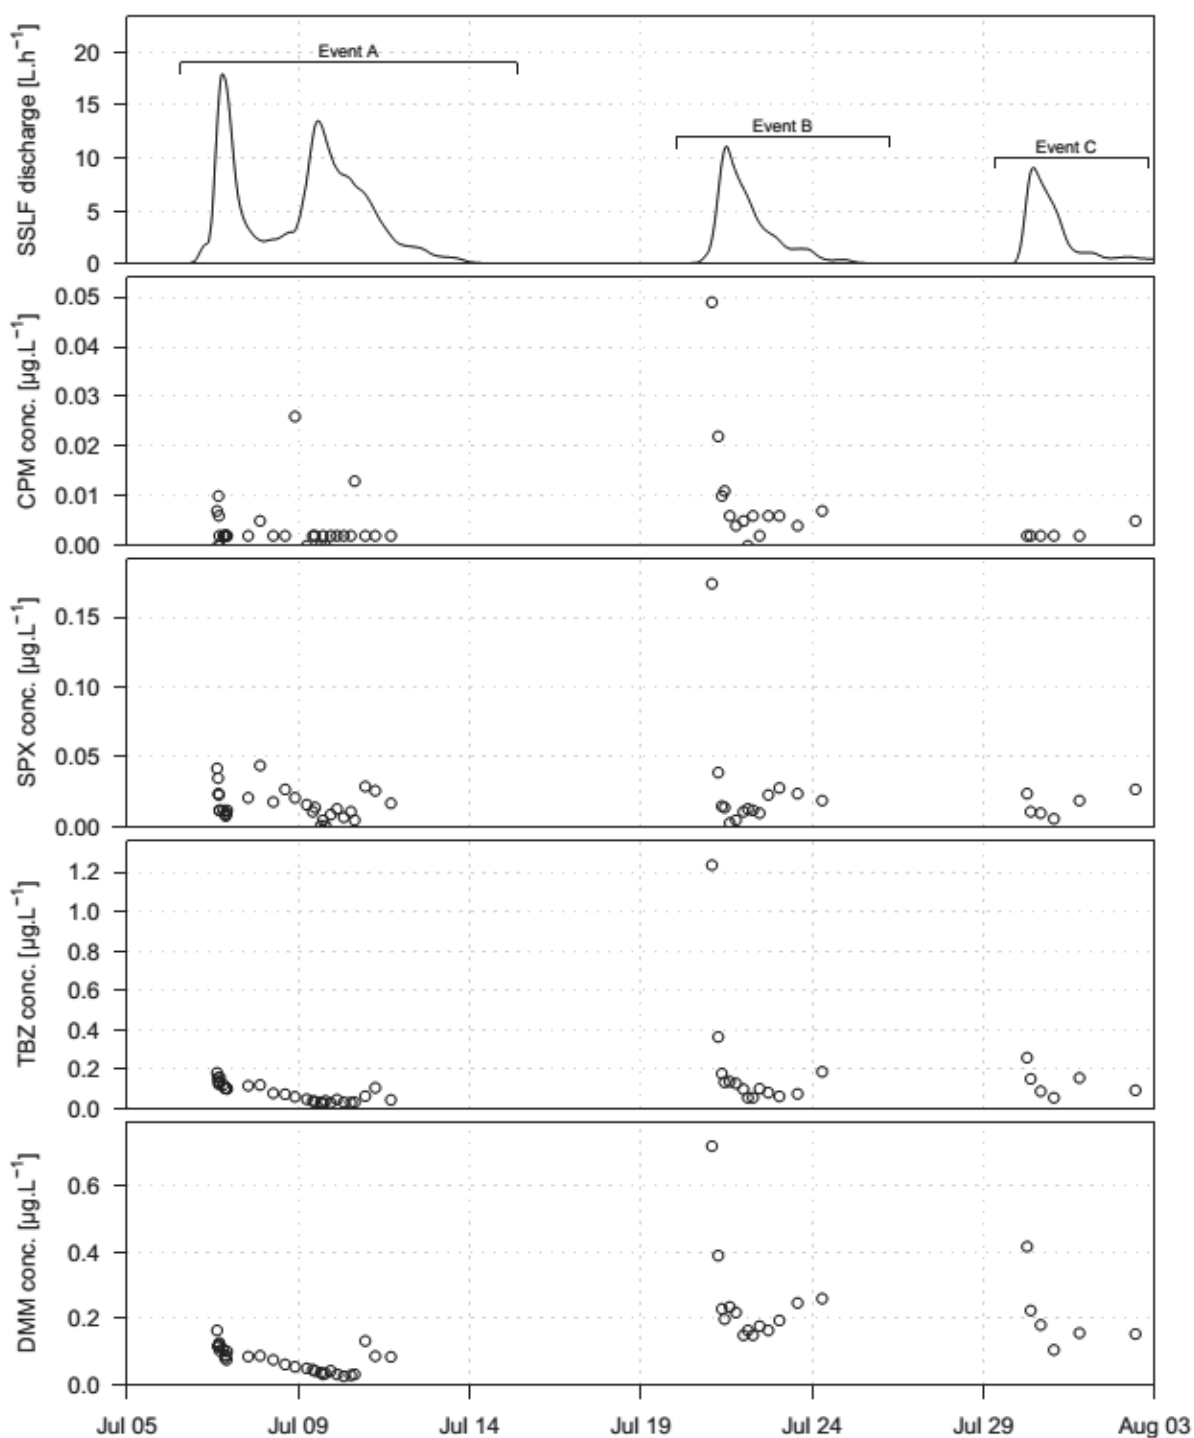 SSLF discharge [L.h⁻¹]
20
15
10
5
0
Event A
Event B
Event C
CPM conc. [µg.L⁻¹]
0.05
0.04
0.03
0.02
0.01
0.00
SPX conc. [µg.L⁻¹]
0.15
0.10
0.05
0.00
TBZ conc. [µg.L⁻¹]
1.2
1.0
0.8
0.6
0.4
0.2
0.0
DMM conc. [µg.L⁻¹]
0.6
0.4
0.2
0.0
Jul 05 Jul 09 Jul 14 Jul 19 Jul 24 Jul 29 Aug 03